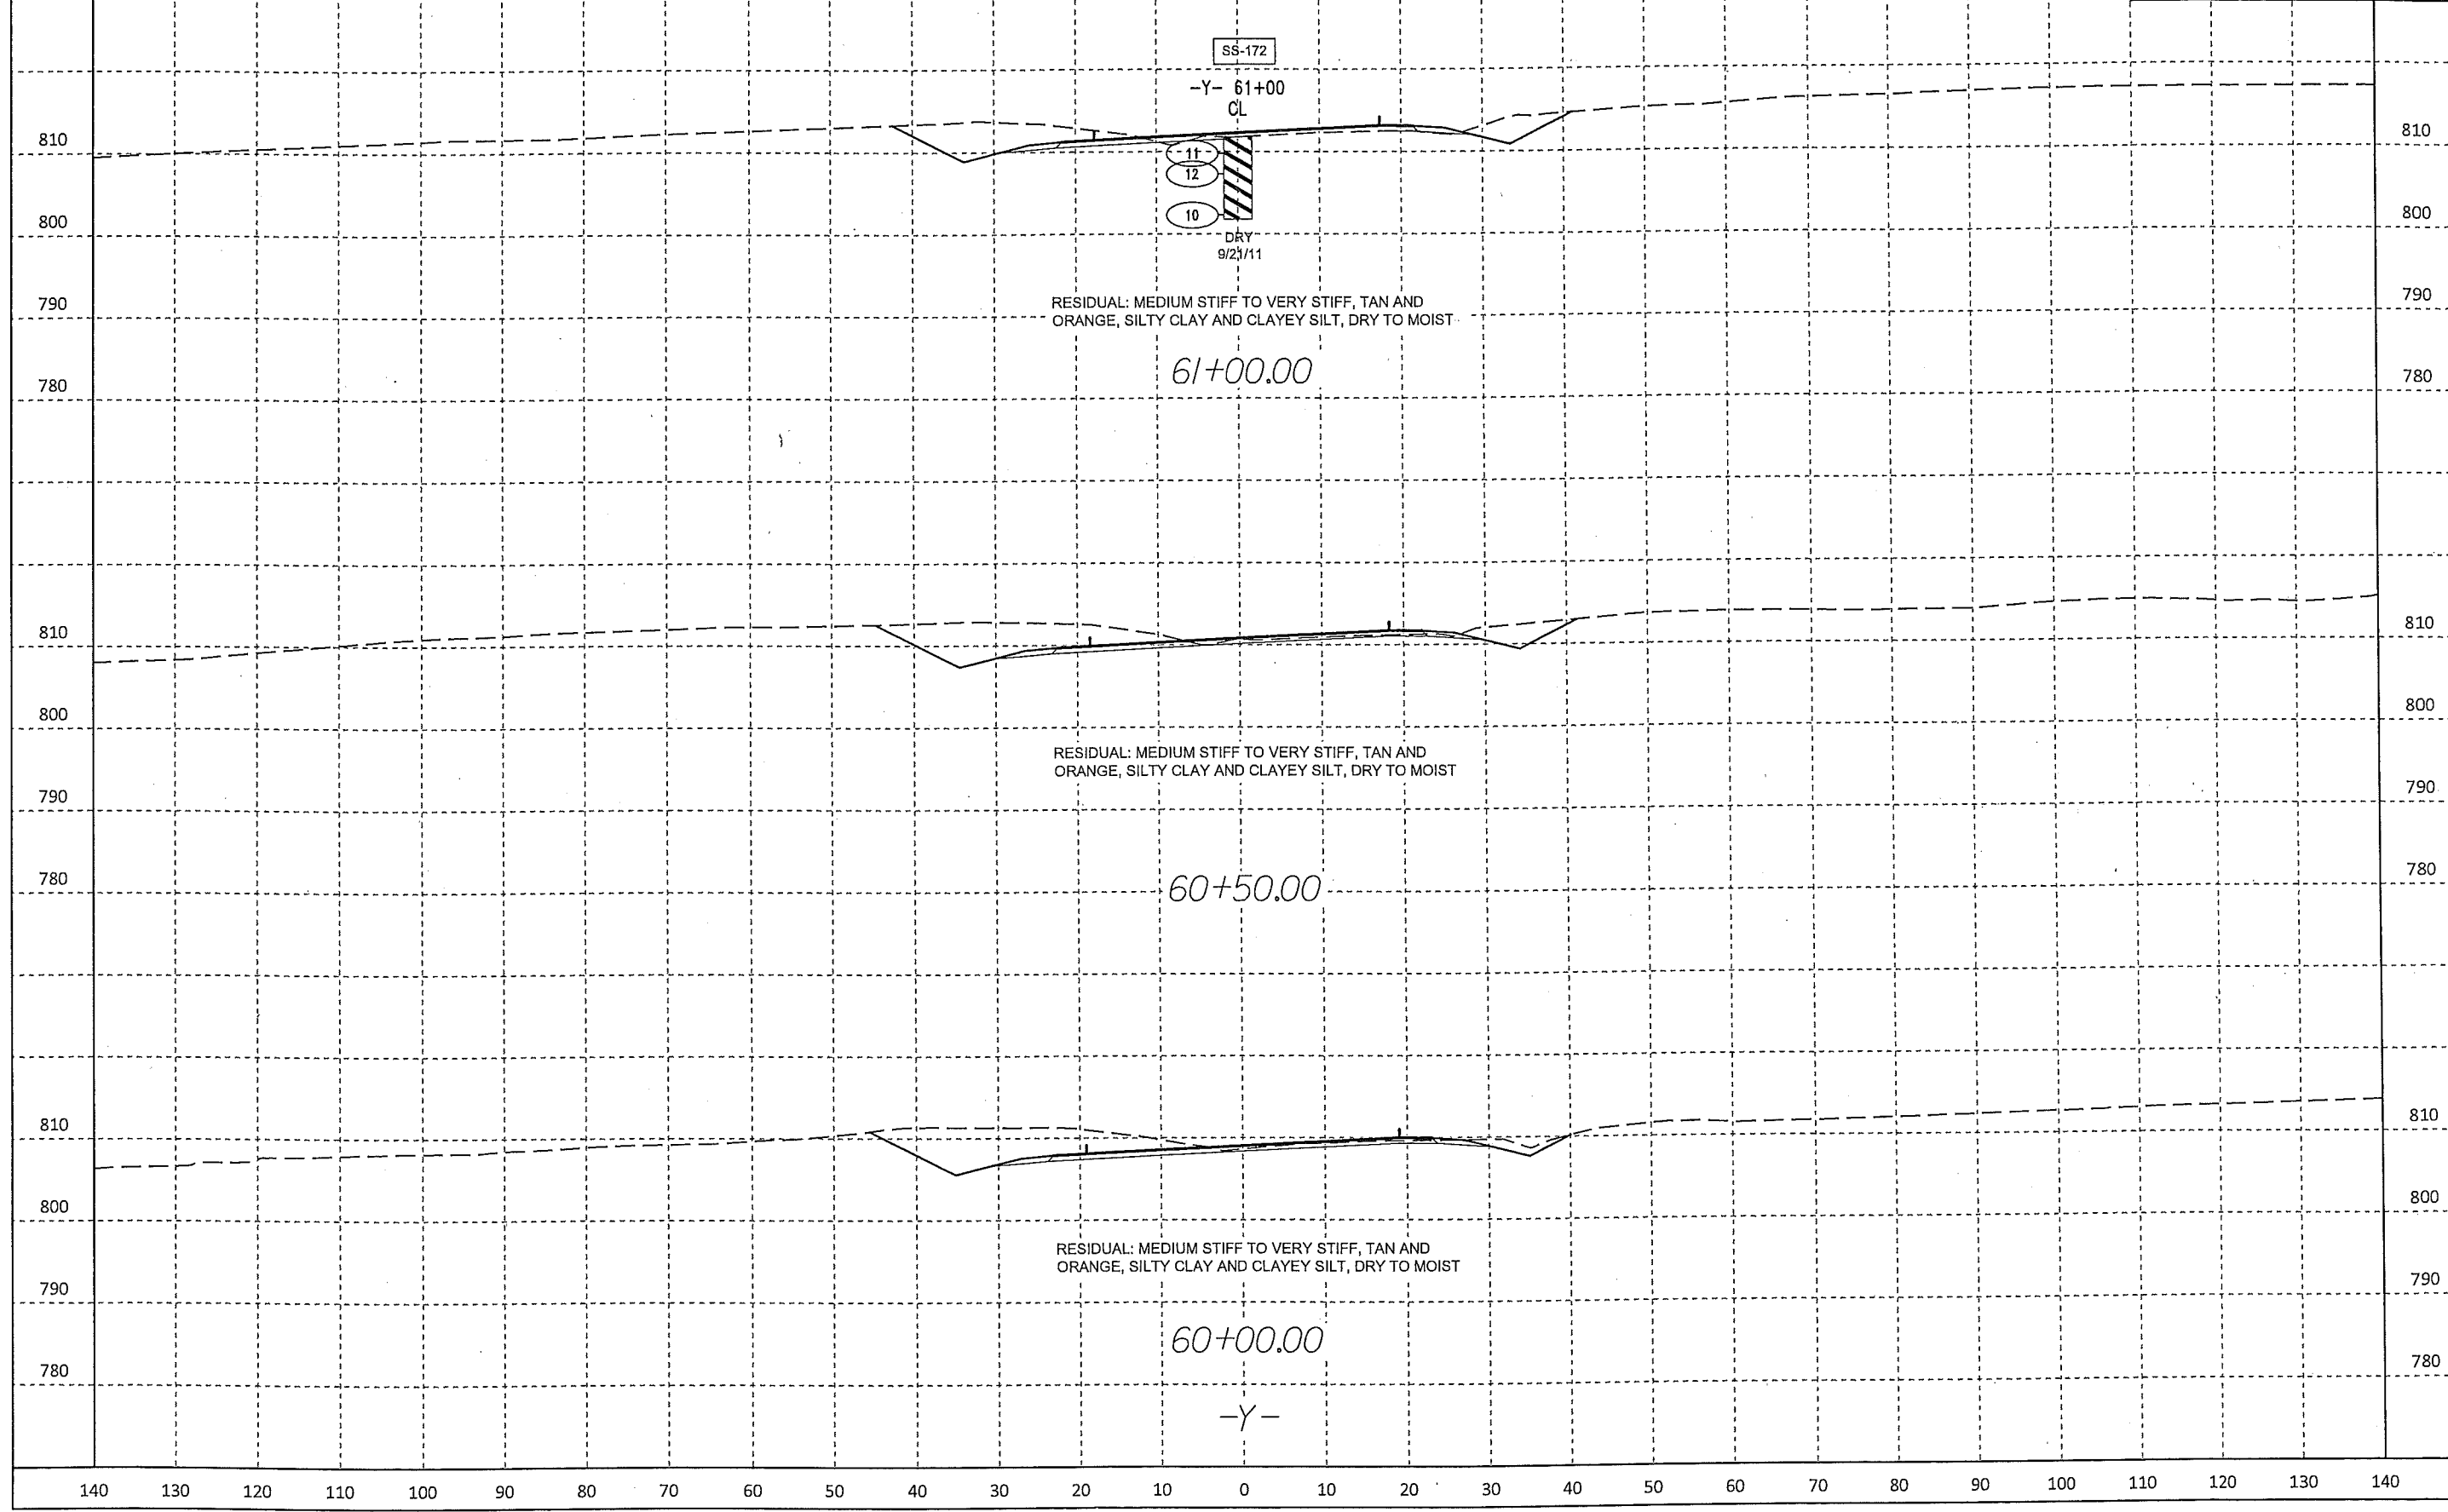 SS-172
-Y- 61+00
CL
810 810
11
12
800 10 800
DRY
9/21/11
790 790
RESIDUAL: MEDIUM STIFF TO VERY STIFF, TAN AND
ORANGE, SILTY CLAY AND CLAYEY SILT, DRY TO MOIST
61+00.00
780 780
810 810
800 800
RESIDUAL: MEDIUM STIFF TO VERY STIFF, TAN AND
ORANGE, SILTY CLAY AND CLAYEY SILT, DRY TO MOIST
790 790
780 60+50.00 780
810 810
800 800
RESIDUAL: MEDIUM STIFF TO VERY STIFF, TAN AND
ORANGE, SILTY CLAY AND CLAYEY SILT, DRY TO MOIST
790 790
60+00.00
780 780
-Y-
140 130 120 110 100 90 80 70 60 50 40 30 20 10 0 10 20 30 40 50 60 70 80 90 100 110 120 130 140